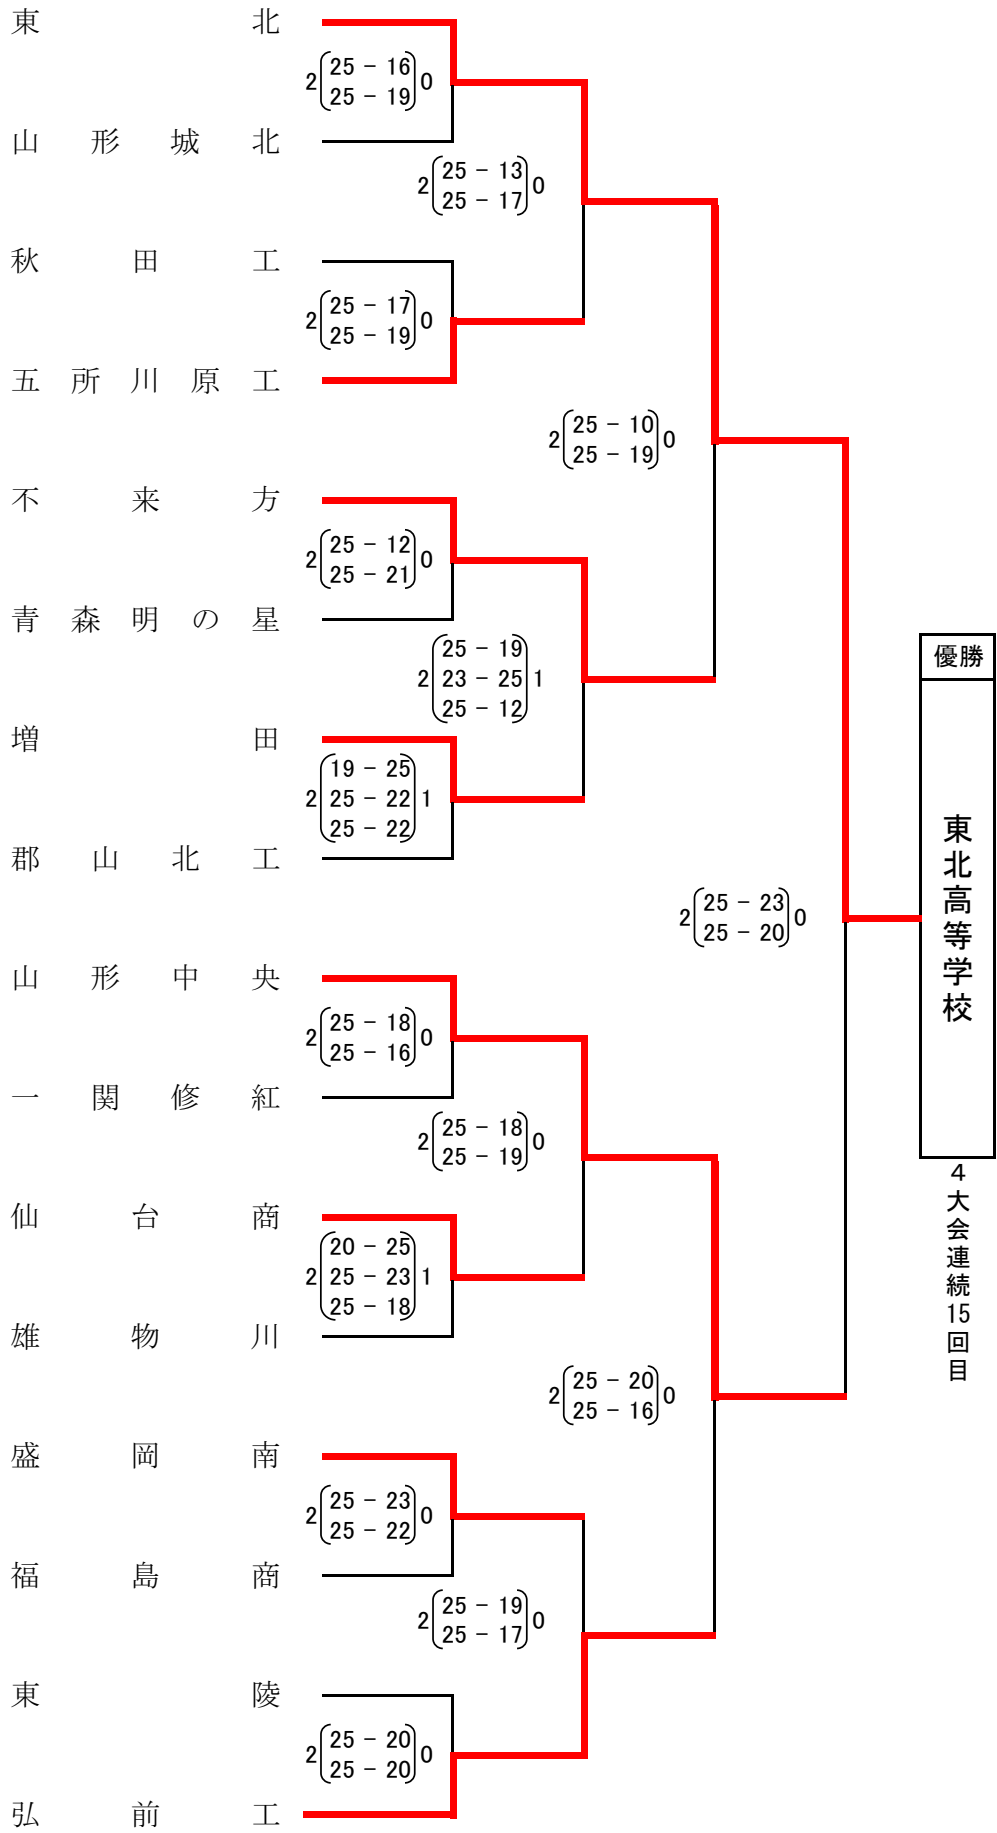 東北
2 25 - 16 0
25 - 19
山形城北
2 25 - 13 0
25 - 17
秋田工
2 25 - 17 0
25 - 19
五所川原工
2 25 - 10 0
25 - 19
不来方
2 25 - 12 0
25 - 21
青森明の星
25 - 19
2 23 - 25 1
25 - 12
増田
19 - 25
2 25 - 22 1
25 - 22
郡山北工
2 25 - 23 0
25 - 20
山形中央
2 25 - 18 0
25 - 16
一関修紅
2 25 - 18 0
25 - 19
仙台商
20 - 25
2 25 - 23 1
25 - 18
雄物川
2 25 - 20 0
25 - 16
盛岡南
2 25 - 23 0
25 - 22
福島商
2 25 - 19 0
25 - 17
東陵
2 25 - 20 0
25 - 20
弘前工
優勝
東北高等学校
4大会連続15回目